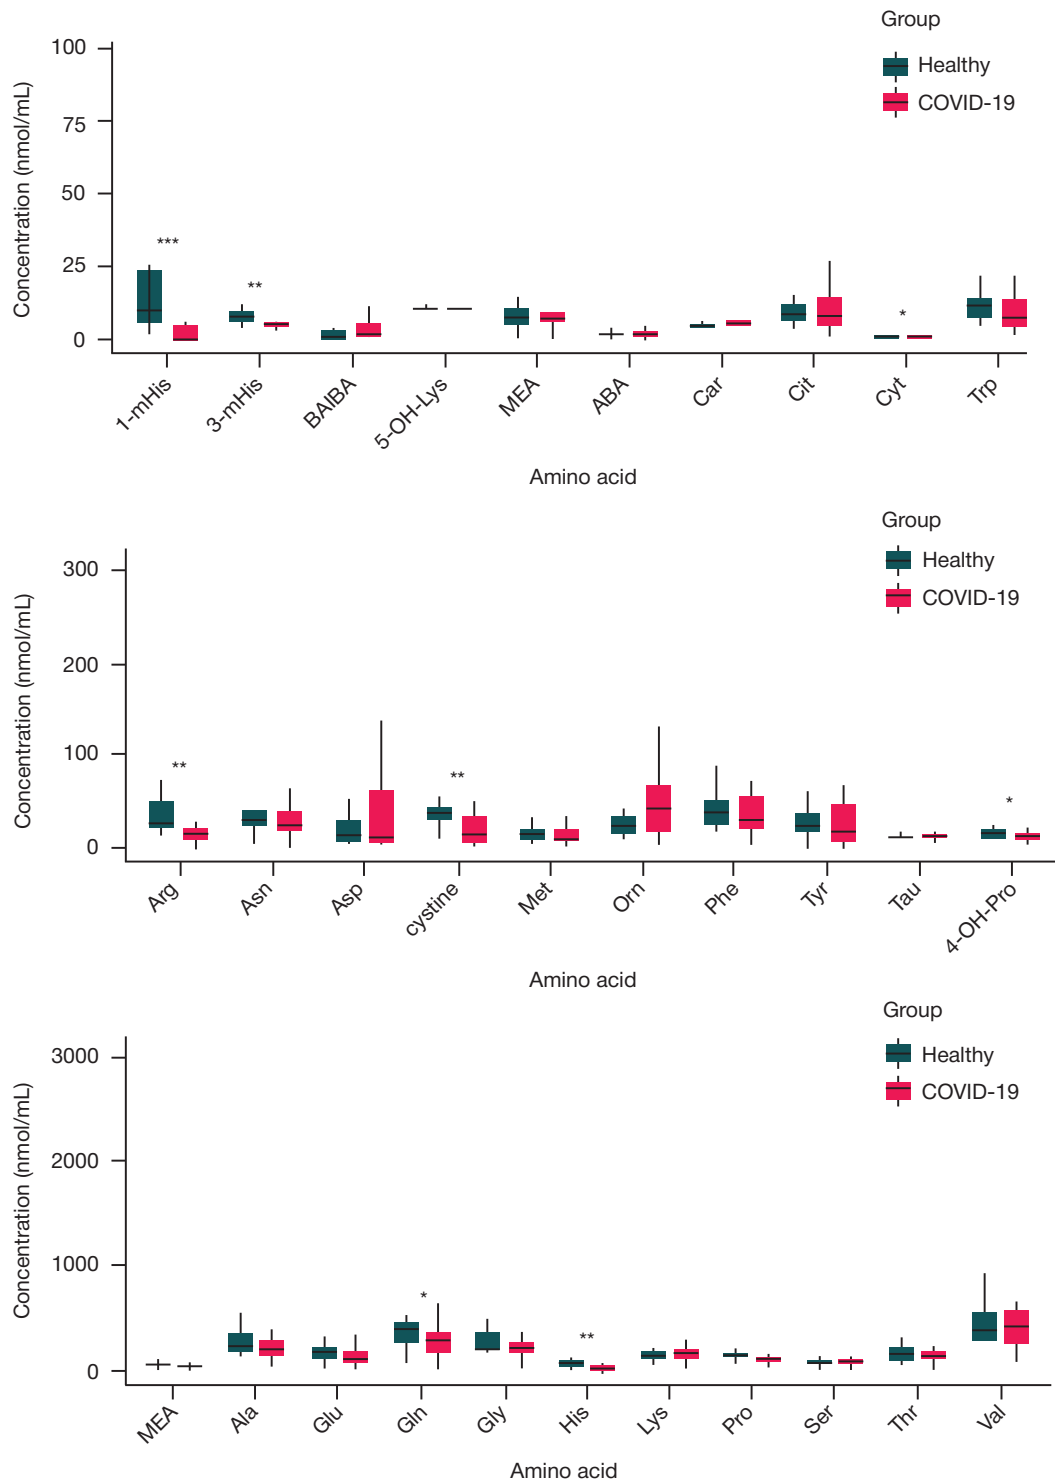 Group
Healthy
COVID-19
Concentration (nmol/mL)
100
75
50
25
0
***
**
*
1-mHis
3-mHis
BAIBA
5-OH-Lys
MEA
ABA
Car
Cit
Cyt
Trp
Amino acid
Group
Healthy
COVID-19
Concentration (nmol/mL)
300
200
100
0
**
**
*
Arg
Asn
Asp
cystine
Met
Orn
Phe
Tyr
Tau
4-OH-Pro
Amino acid
Group
Healthy
COVID-19
Concentration (nmol/mL)
3000
2000
1000
0
*
**
MEA
Ala
Glu
Gln
Gly
His
Lys
Pro
Ser
Thr
Val
Amino acid